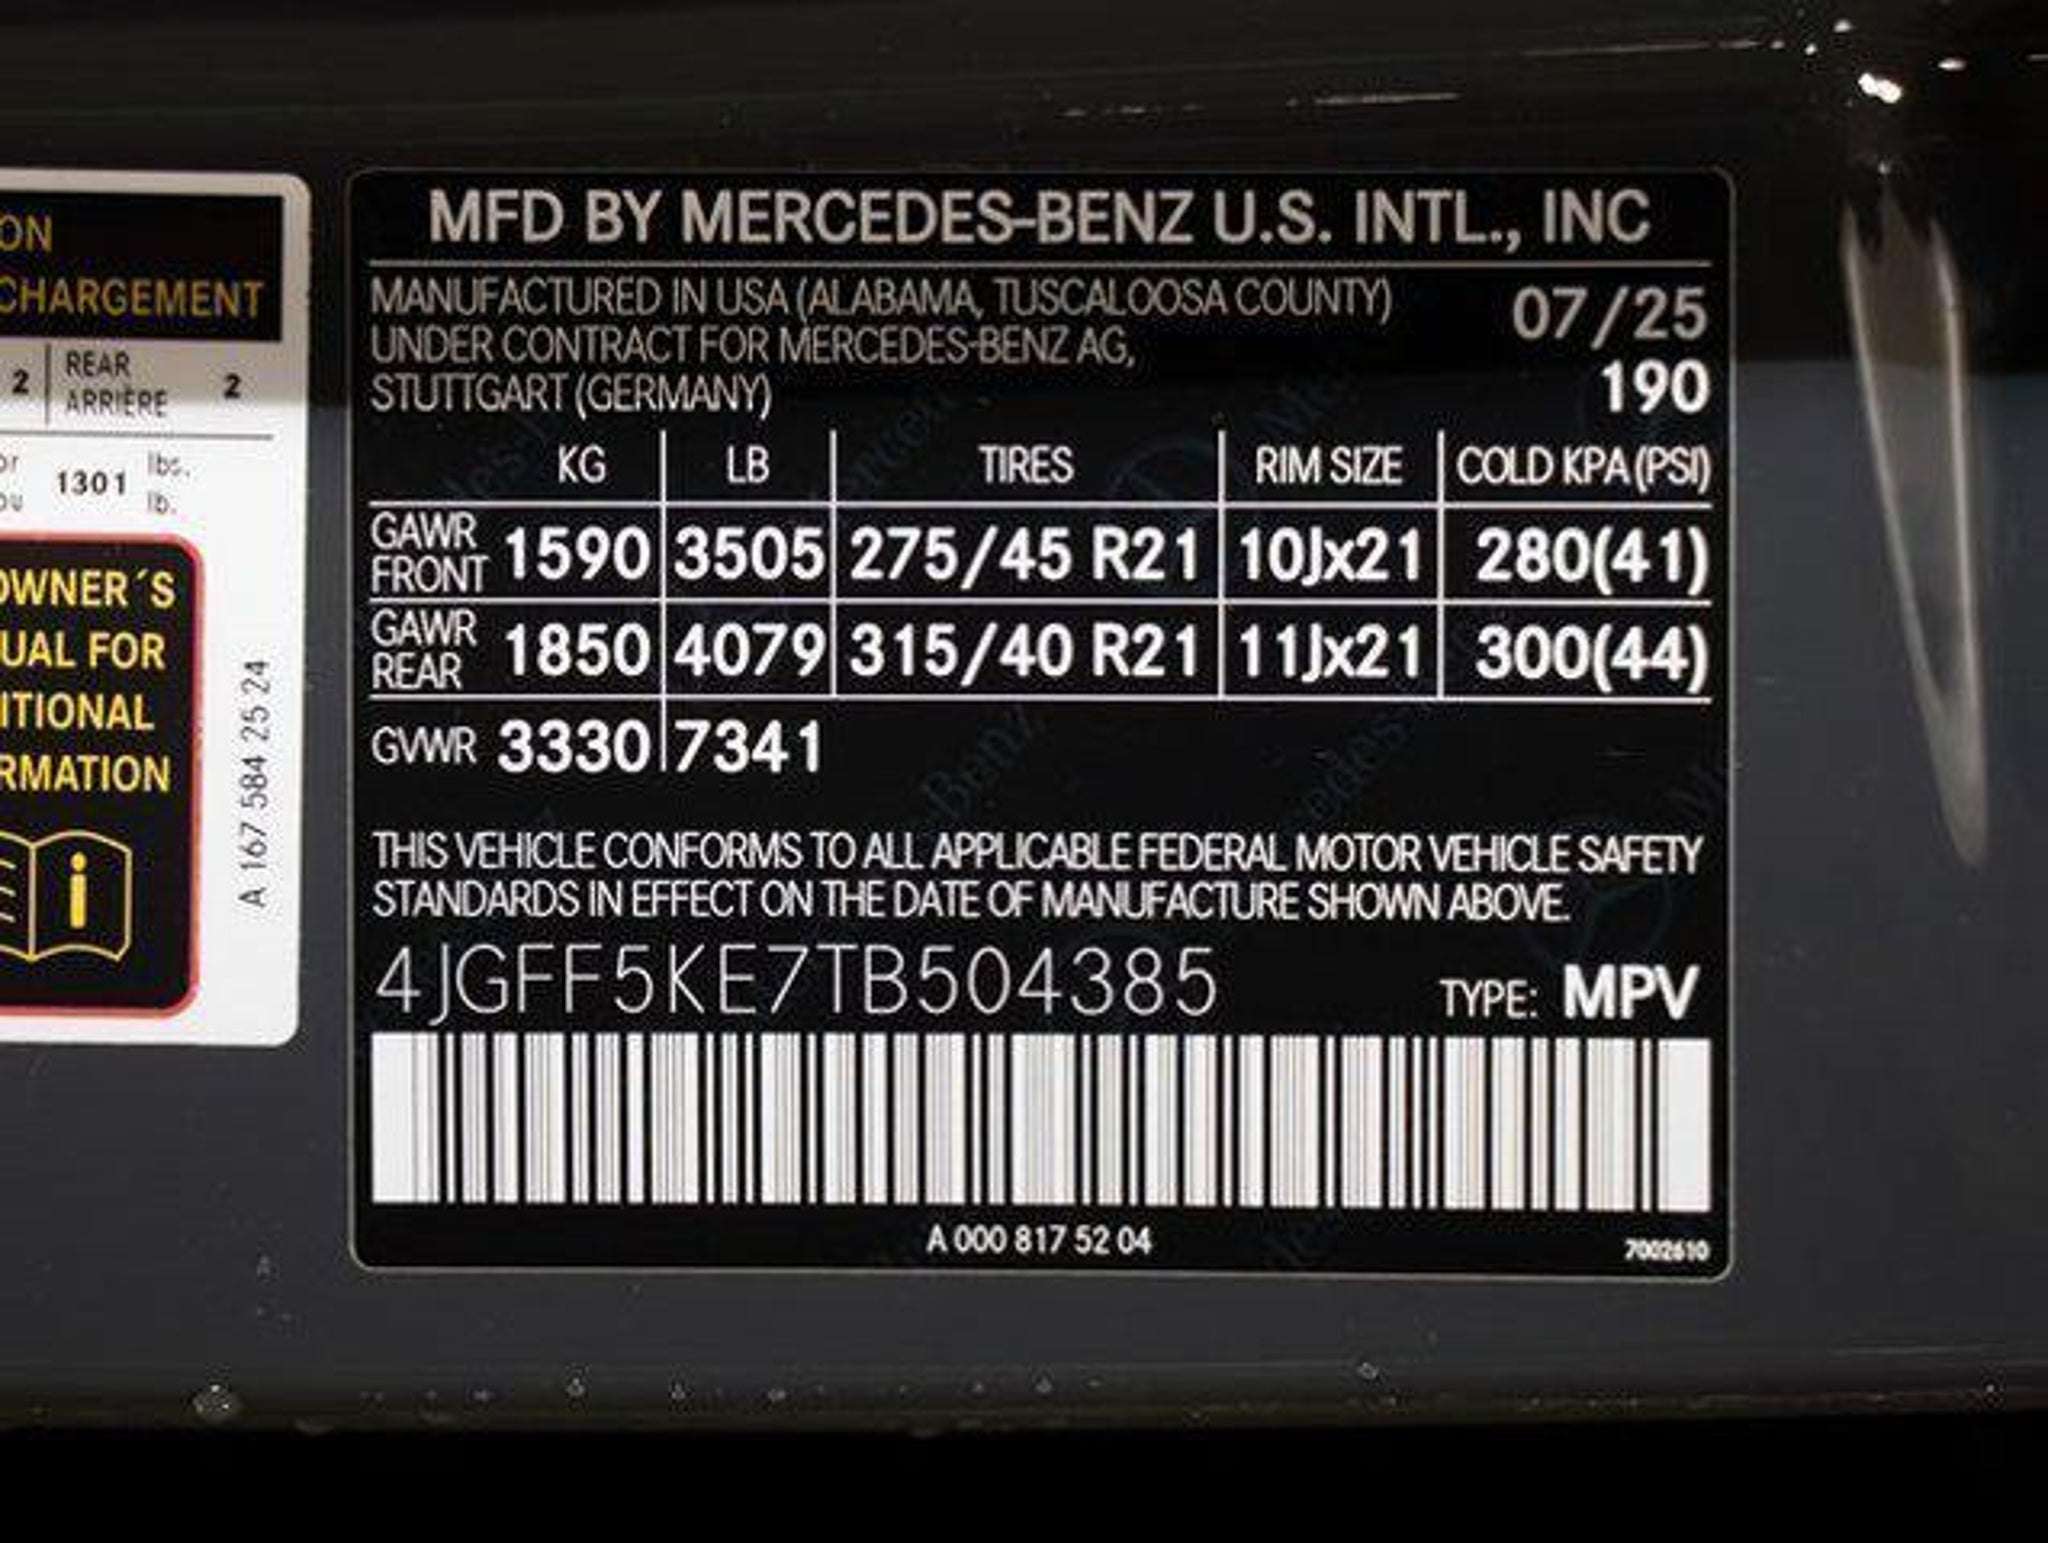 ON
CHARGEMENT
2 REAR
ARRIÈRE 2
or 1301 lbs.
ou lb.
OWNER´S
UAL FOR
ITIONAL
RMATION
A 167 584 25 24
MFD BY MERCEDES-BENZ U.S. INTL., INC
MANUFACTURED IN USA (ALABAMA, TUSCALOOSA COUNTY) 07/25
UNDER CONTRACT FOR MERCEDES-BENZ AG,
STUTTGART (GERMANY) 190
KG LB TIRES RIM SIZE COLD KPA (PSI)
GAWR FRONT 1590 3505 275/45 R21 10Jx21 280(41)
GAWR REAR 1850 4079 315/40 R21 11Jx21 300(44)
GVWR 3330 7341
THIS VEHICLE CONFORMS TO ALL APPLICABLE FEDERAL MOTOR VEHICLE SAFETY
STANDARDS IN EFFECT ON THE DATE OF MANUFACTURE SHOWN ABOVE.
4JGFF5KE7TB504385 TYPE: MPV
A 000 817 52 04 7002610